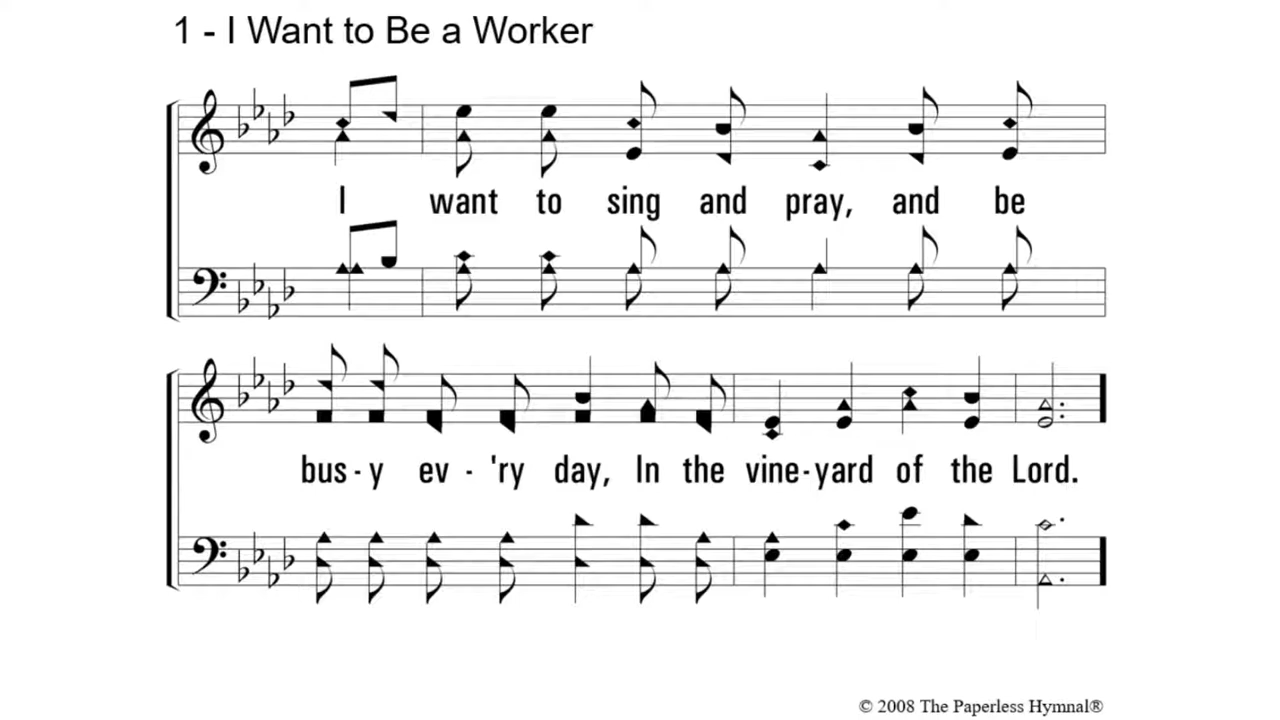 1 - I Want to Be a Worker
I want to sing and pray, and be
bus-y ev-'ry day, In the vine-yard of the Lord.
© 2008 The Paperless Hymnal®